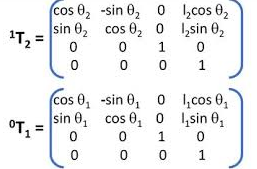 cos θ₂ -sin θ₂ 0 l₂cos θ₂
sin θ₂ cos θ₂ 0 l₂sin θ₂
¹T₂ =
0 0 1 0
0 0 0 1
cos θ₁ -sin θ₁ 0 l₁cos θ₁
sin θ₁ cos θ₁ 0 l₁sin θ₁
⁰T₁ =
0 0 1 0
0 0 0 1